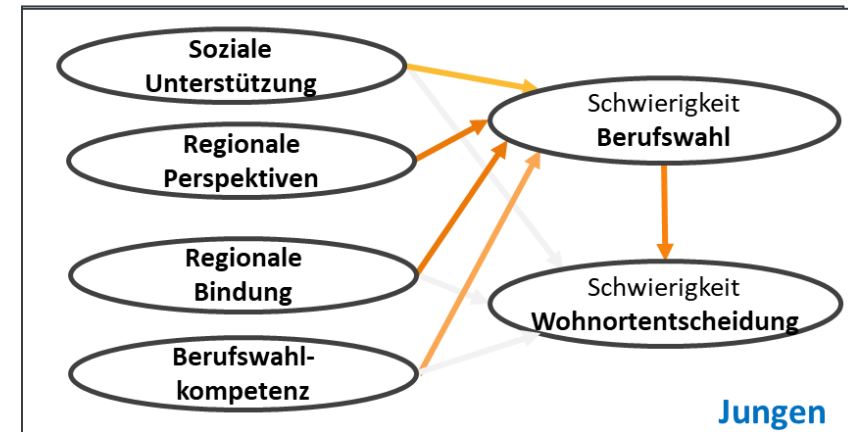 Soziale
Unterstützung
Regionale
Perspektiven
Regionale
Bindung
Berufswahl-
kompetenz
Schwierigkeit
Berufswahl
Schwierigkeit
Wohnortentscheidung
Jungen